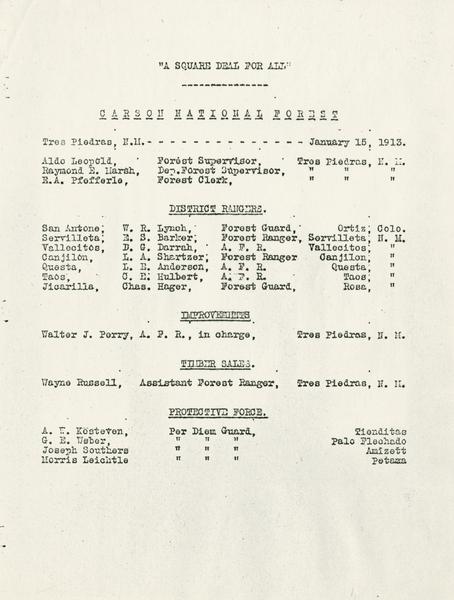 "A SQUARE DEAL FOR ALL"
--------------
CARSON NATIONAL FOREST
Tres Piedras, N.M.- - - - - - - - - - - - - - - January 15, 1913.
Aldo Leopold, Forest Supervisor, Tres Piedras, N. M.
Raymond E. Marsh, Dep.Forest Supervisor, " " "
E.A. Pfefferle, Forest Clerk, " " "
DISTRICT RANGERS.
San Antone, W. R. Lynch, Forest Guard, Ortiz, Colo.
Servilleta, E. S. Barker, Forest Ranger, Servilleta, N. M.
Vallecitos, D. G. Darrah, A. F. R. Vallecitos, "
Canjilon, L. A. Shartzer, Forest Ranger Canjilon, "
Questa, L. E. Anderson, A. F. R. Questa, "
Taos, C. E. Hulbert, A. F. R. Taos, "
Jicarilla, Chas. Hager, Forest Guard, Rosa, "
IMPROVEMENTS
Walter J. Perry, A. F. R., in charge, Tres Piedras, N. M.
TIMBER SALES.
Wayne Russell, Assistant Forest Ranger, Tres Piedras, N. M.
PROTECTIVE FORCE.
A. W. Kosteven, Per Diem Guard, Tienditas
G. E. Weber, " " " Palo Flechado
Joseph Southers " " " Amizett
Morris Leichtle " " " Petaza